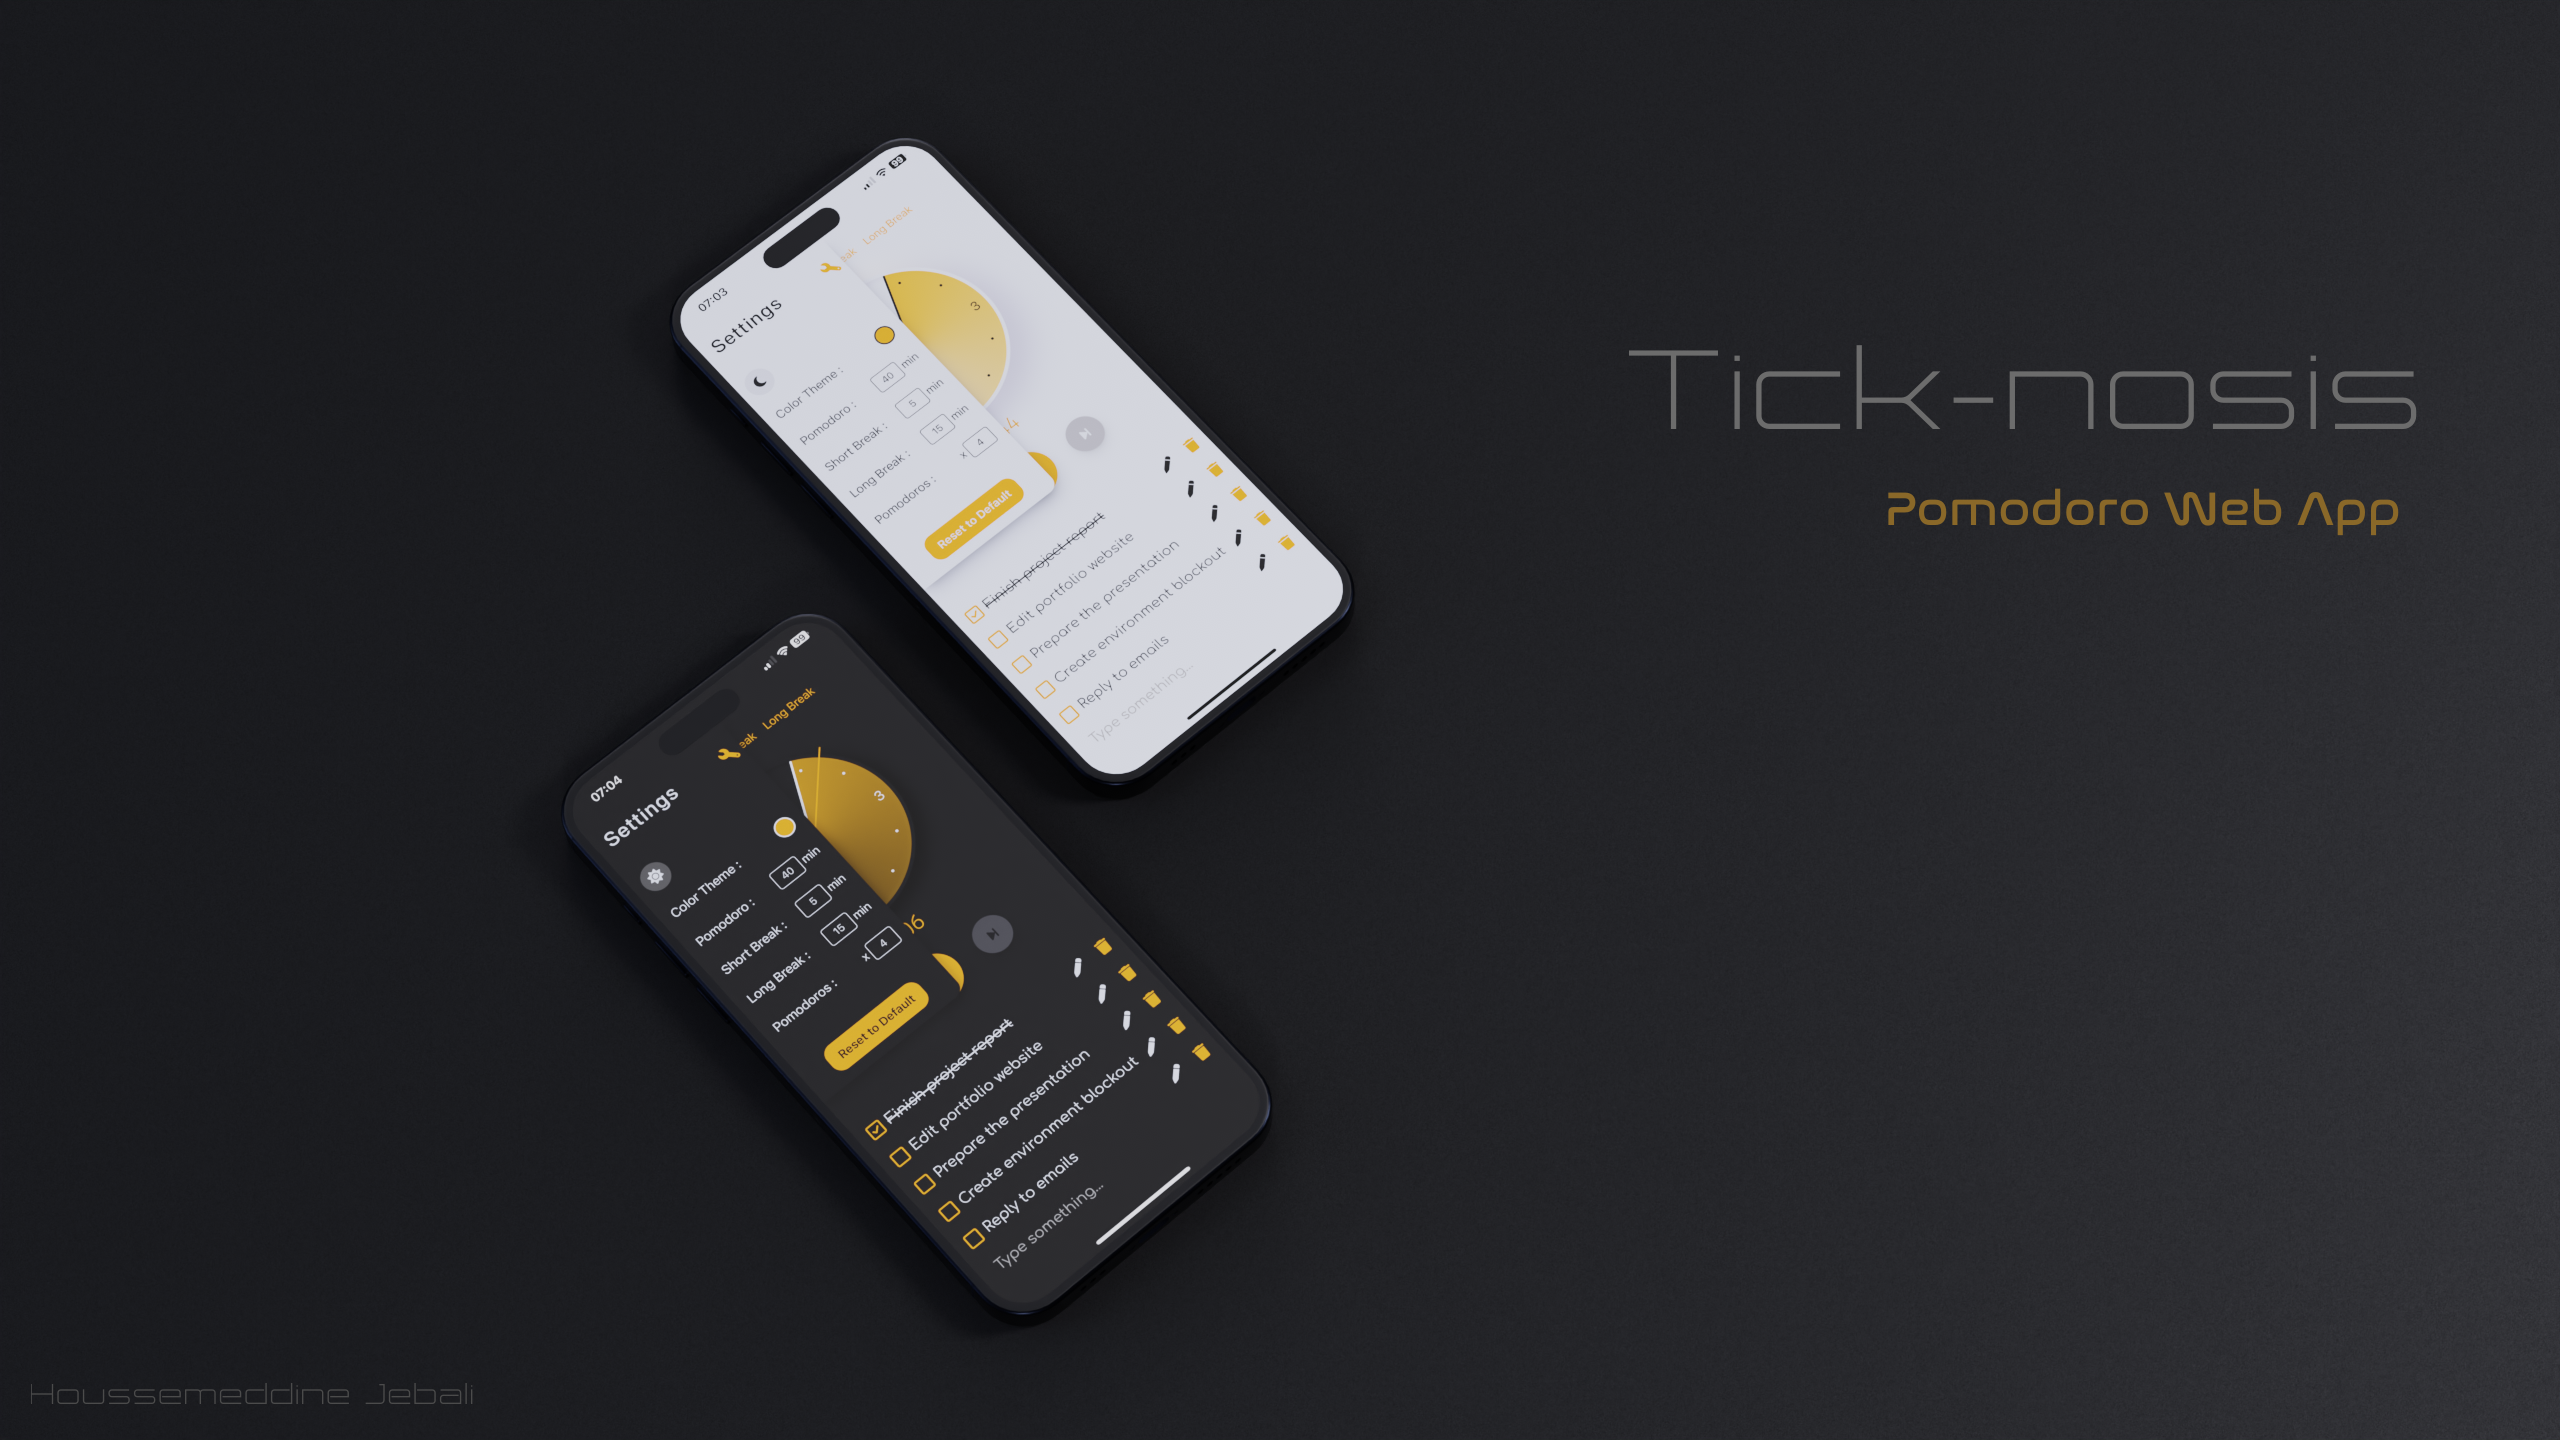 Tick-nosis
Pomodoro Web App
07:03
99
Long Break
eak
Settings
3
Color Theme :
Pomodoro : 40 min
Short Break : 5 min
Long Break : 15 min
Pomodoros : x 4
Reset to Default
Finish project report
Edit portfolio website
Prepare the presentation
Create environment blockout
Reply to emails
Type something...
07:04
99
Long Break
eak
Settings
3
Color Theme :
Pomodoro : 40 min
Short Break : 5 min
Long Break : 15 min
Pomodoros : x 4
06
Reset to Default
Finish project report
Edit portfolio website
Prepare the presentation
Create environment blockout
Reply to emails
Type something...
Houssemeddine Jebali